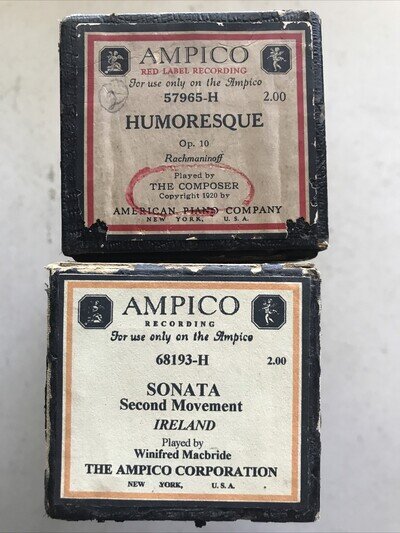 AMPICO
RED LABEL RECORDING
For use only on the Ampico
57965-H 2.00
HUMORESQUE
Op. 10
Rachmaninoff
Played by
THE COMPOSER
Copyright 1920 by
AMERICAN PIANO COMPANY
NEW YORK, U. S. A.
AMPICO
RECORDING
For use only on the Ampico
68193-H 2.00
SONATA
Second Movement
IRELAND
Played by
Winifred Macbride
THE AMPICO CORPORATION
NEW YORK, U. S. A.